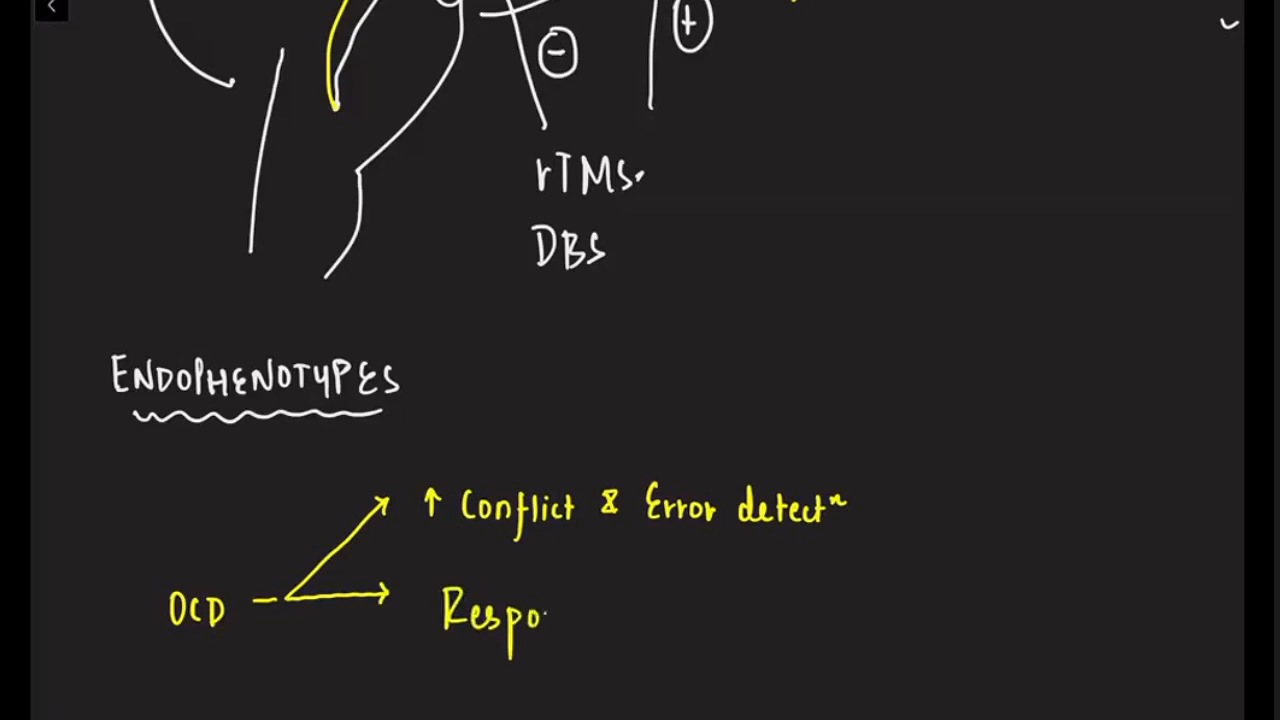 ⊖ ⊕
rTMS.
DBS
ENDOPHENOTYPES
↑ Conflict & Error detectⁿ
OCD — Respo